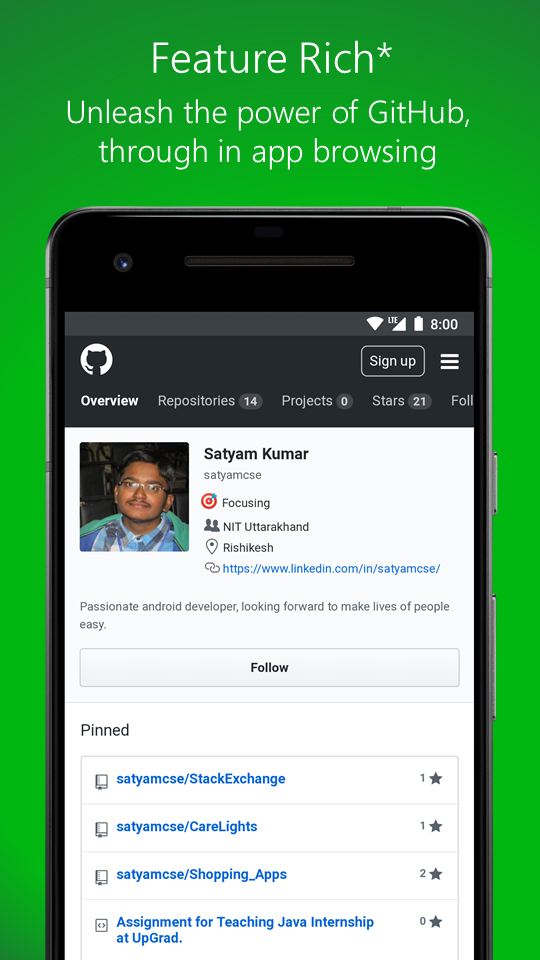 Feature Rich*
Unleash the power of GitHub,
through in app browsing
LTE 8:00
Sign up
Overview Repositories 14 Projects 0 Stars 21 Foll
Satyam Kumar
satyamcse
Focusing
NIT Uttarakhand
Rishikesh
https://www.linkedin.com/in/satyamcse/
Passionate android developer, looking forward to make lives of people
easy.
Follow
Pinned
satyamcse/StackExchange 1
satyamcse/CareLights 1
satyamcse/Shopping_Apps 2
Assignment for Teaching Java Internship 0
at UpGrad.